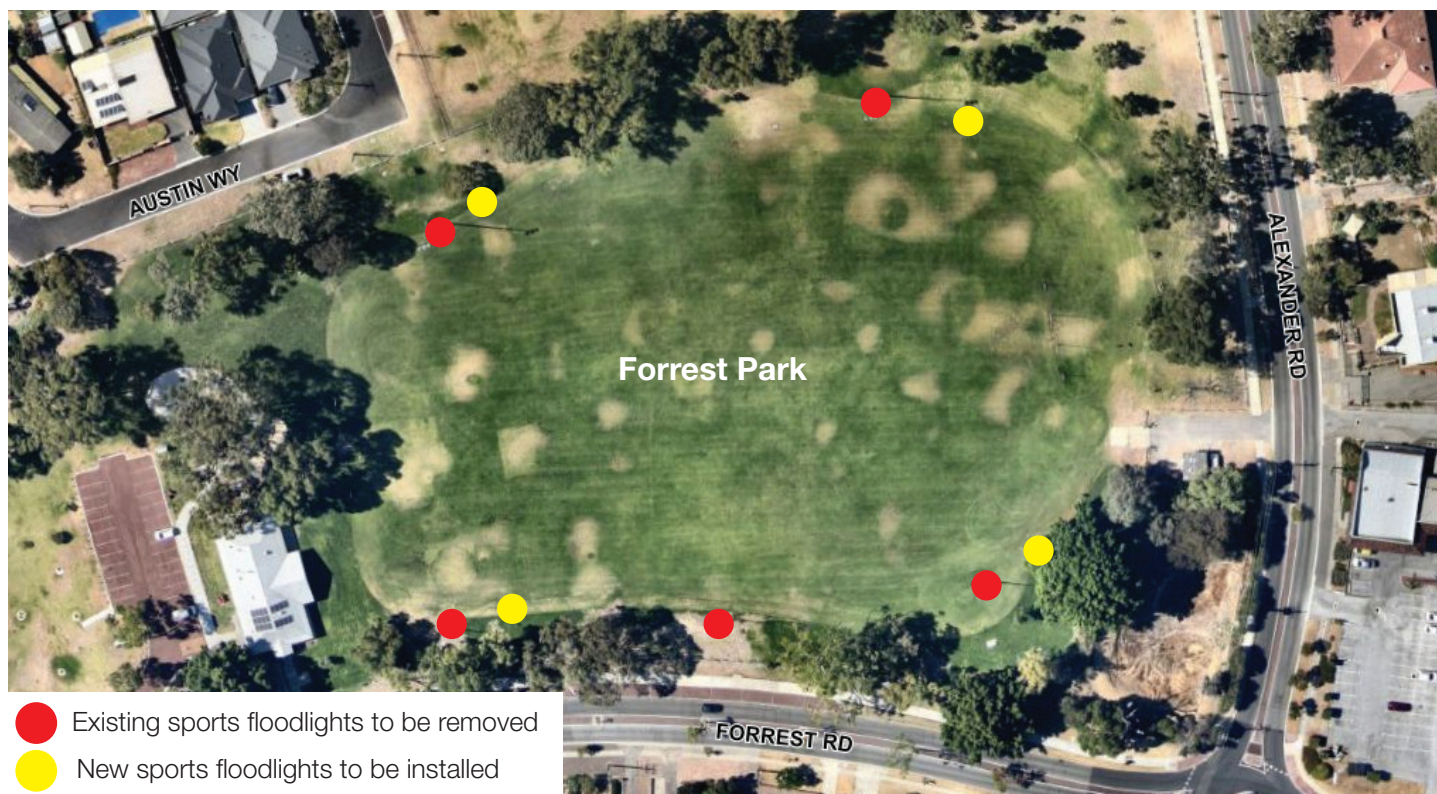 AUSTIN WY
ALEXANDER RD
Forrest Park
FORREST RD
Existing sports floodlights to be removed
New sports floodlights to be installed